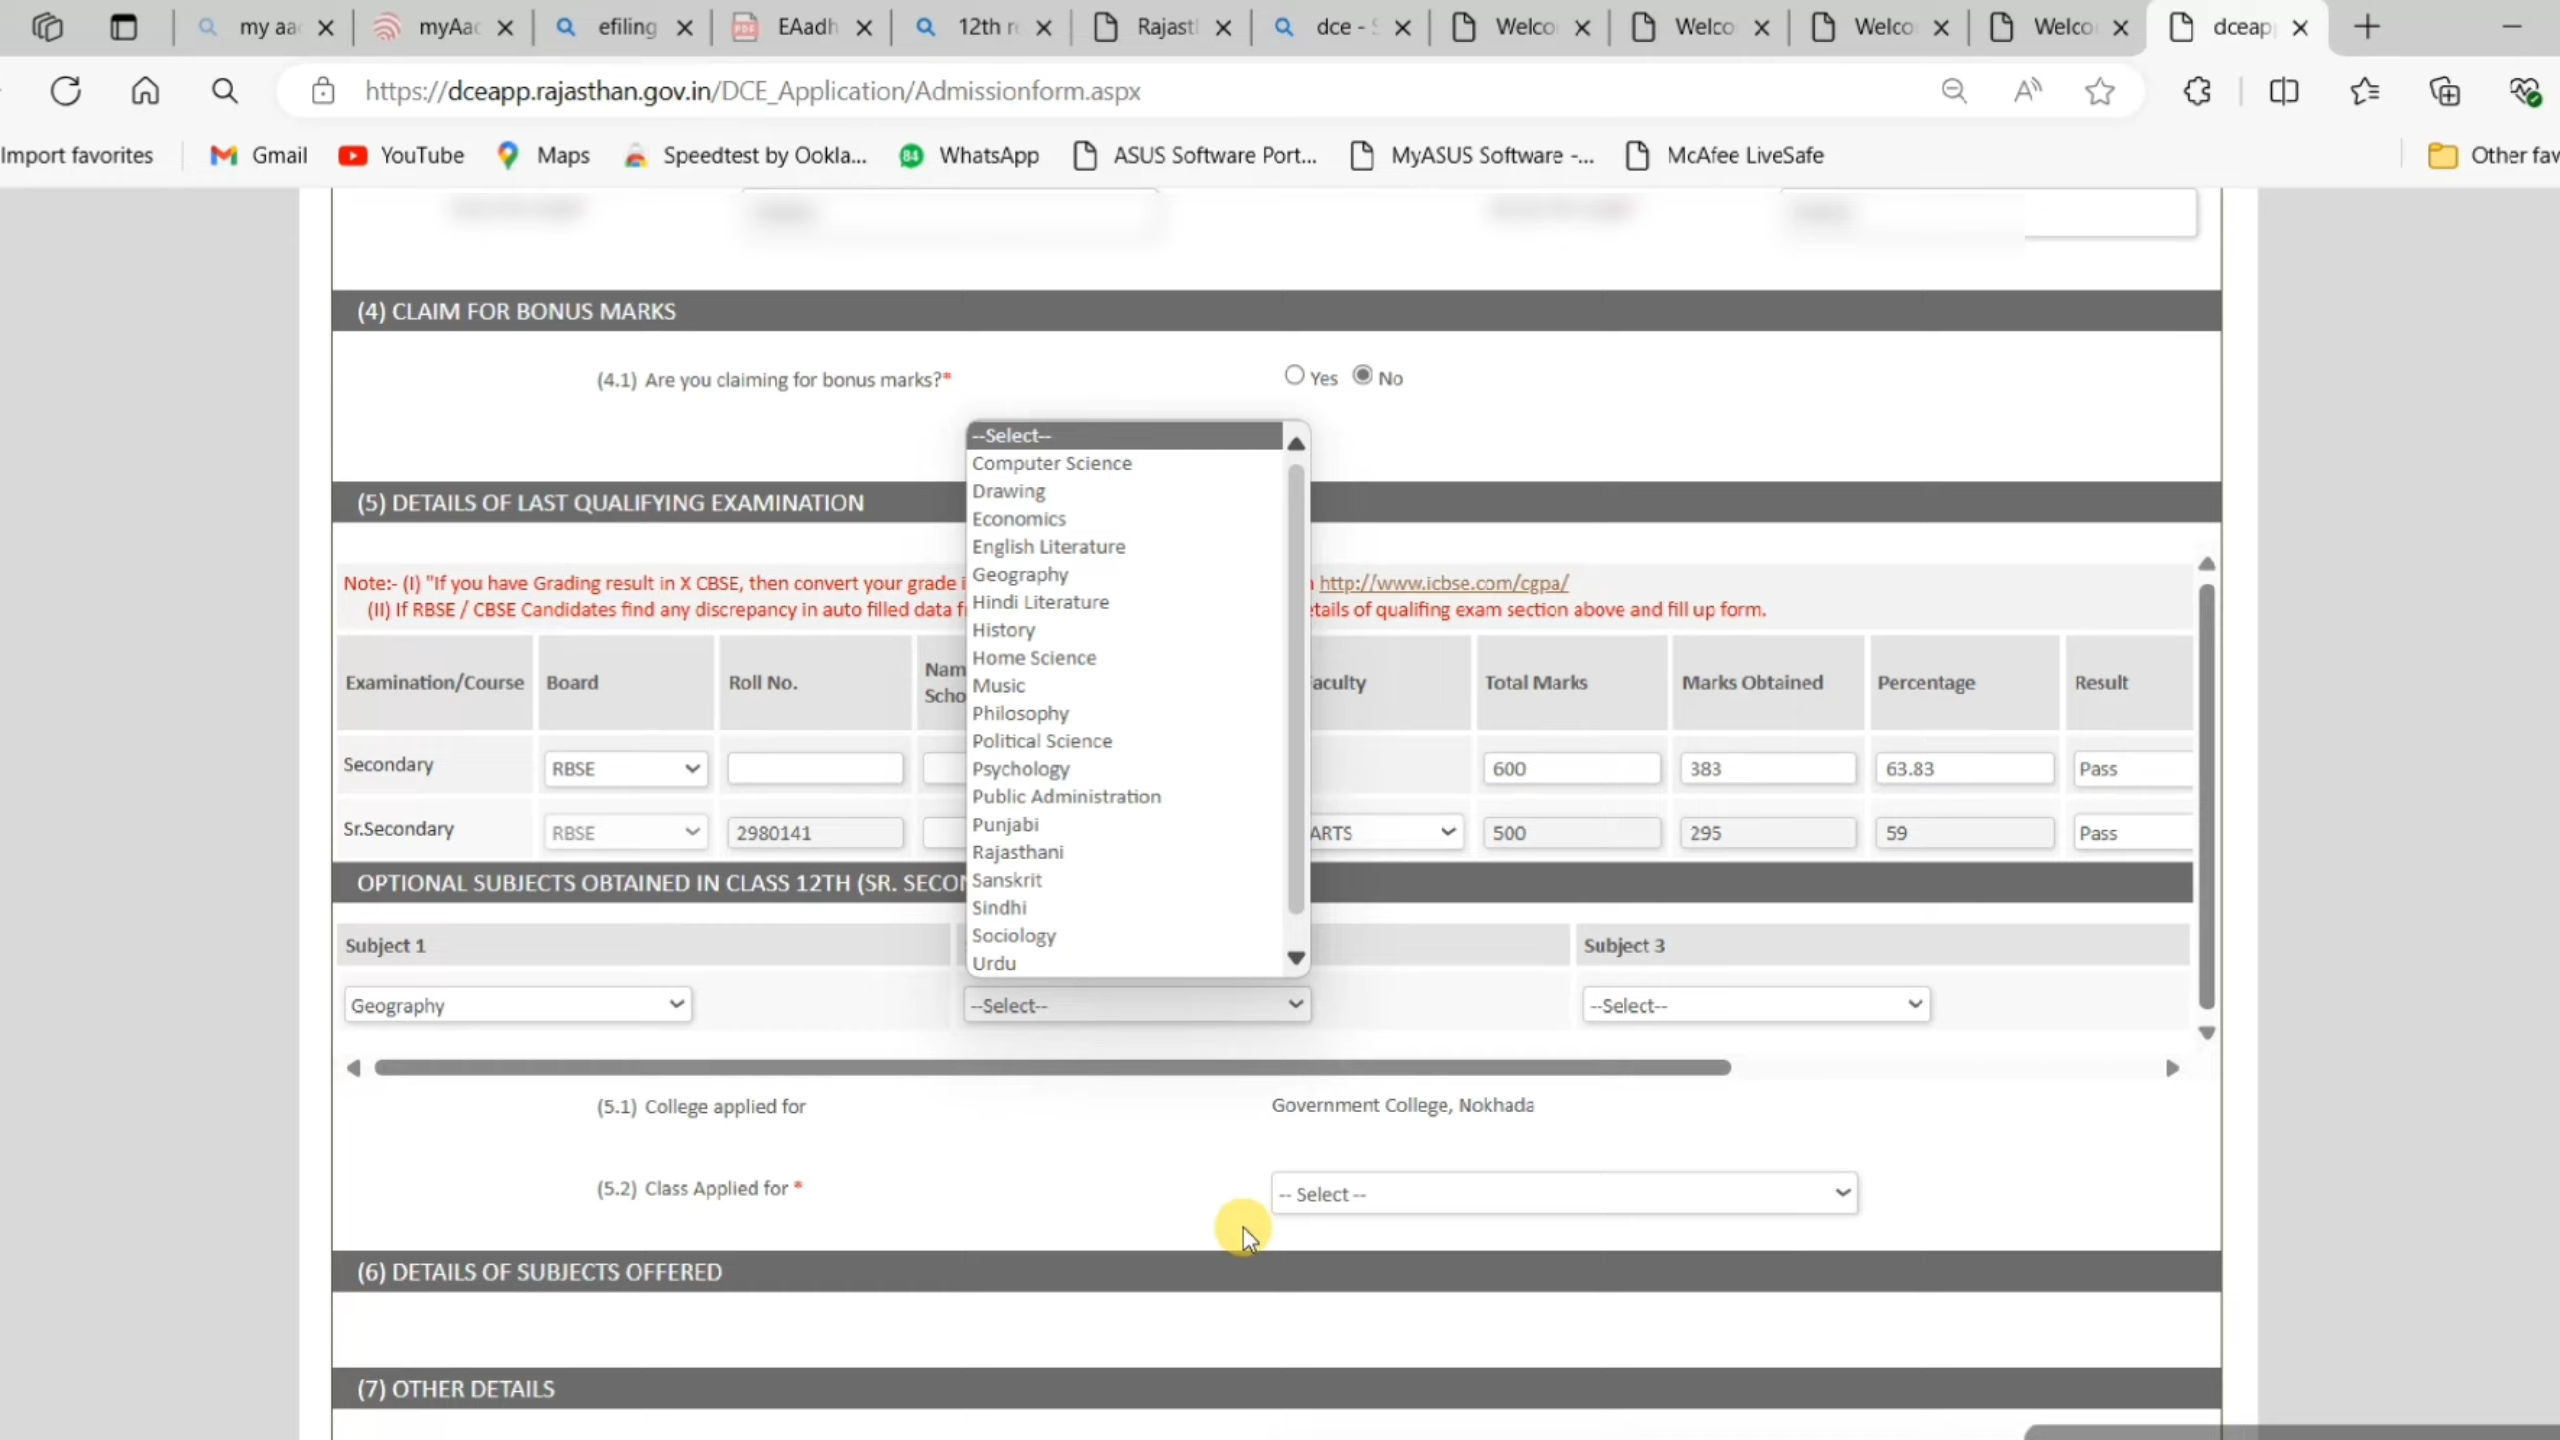 my aa
myAac
efiling
EAadh
12th r
Rajast
dce - S
Welco
Welco
Welco
Welco
dceap
https://dceapp.rajasthan.gov.in/DCE_Application/Admissionform.aspx
Import favorites
Gmail
YouTube
Maps
Speedtest by Ookla...
84
WhatsApp
ASUS Software Port...
MyASUS Software -...
McAfee LiveSafe
Other fav
(4) CLAIM FOR BONUS MARKS
(4.1) Are you claiming for bonus marks?*
Yes
No
--Select--
Computer Science
Drawing
Economics
English Literature
Geography
Hindi Literature
History
Home Science
Music
Philosophy
Political Science
Psychology
Public Administration
Punjabi
Rajasthani
Sanskrit
Sindhi
Sociology
Urdu
(5) DETAILS OF LAST QUALIFYING EXAMINATION
Note:- (I) "If you have Grading result in X CBSE, then convert your grade i
http://www.icbse.com/cgpa/
(II) If RBSE / CBSE Candidates find any discrepancy in auto filled data f
etails of qualifing exam section above and fill up form.
Examination/Course
Board
Roll No.
Nam
Scho
aculty
Total Marks
Marks Obtained
Percentage
Result
Secondary
RBSE
600
383
63.83
Pass
Sr.Secondary
RBSE
2980141
ARTS
500
295
59
Pass
OPTIONAL SUBJECTS OBTAINED IN CLASS 12TH (SR. SECON
Subject 1
Subject 3
Geography
--Select--
--Select--
(5.1) College applied for
Government College, Nokhada
(5.2) Class Applied for *
-- Select --
(6) DETAILS OF SUBJECTS OFFERED
(7) OTHER DETAILS